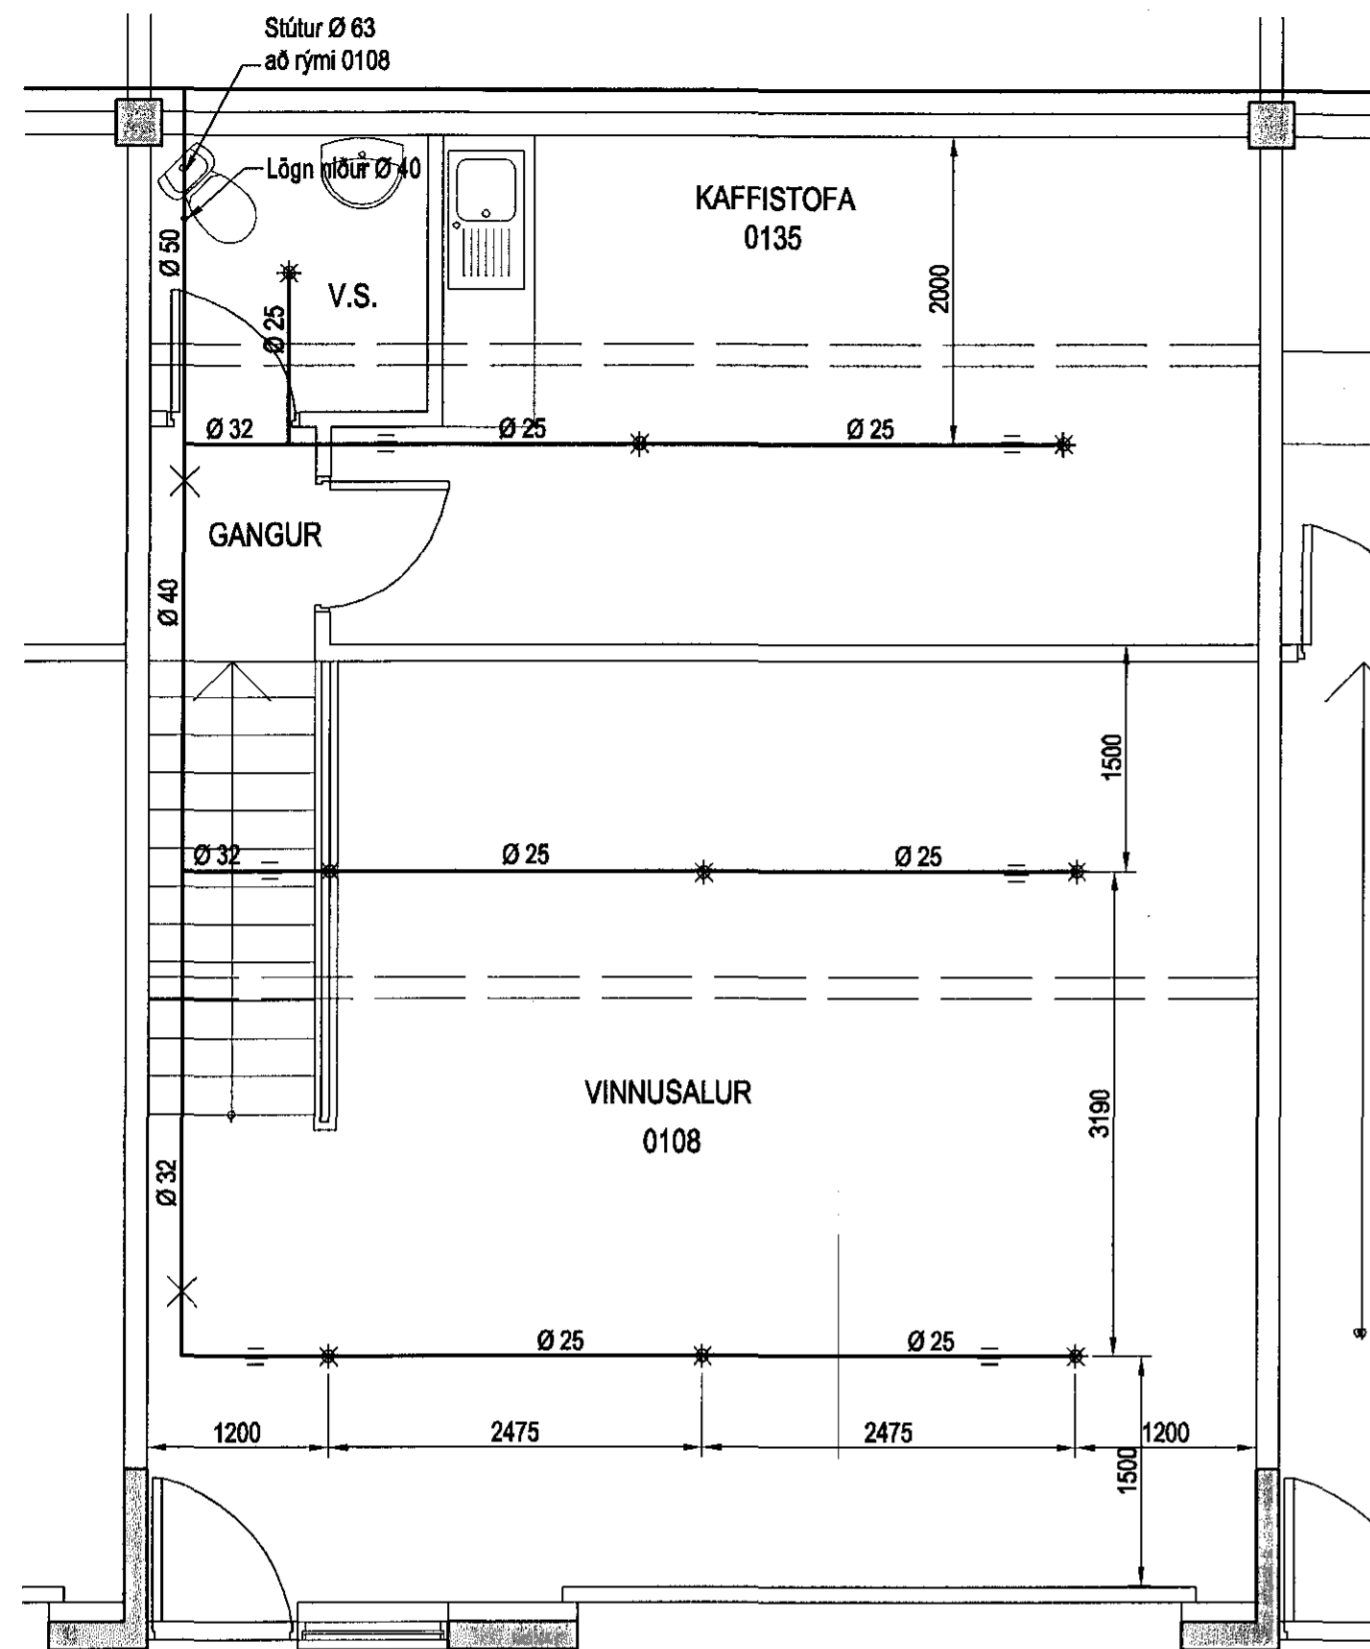 Stútur Ø 63
að rými 0108
Lögn niður Ø 40
KAFFISTOFA
0135
Ø 50
V.S.
Ø 25
2000
Ø 32
Ø 25
Ø 25
GANGUR
Ø 40
1500
Ø 32
Ø 25
Ø 25
VINNUSALUR
0108
3190
Ø 32
Ø 25
Ø 25
1200
2475
2475
1200
1500